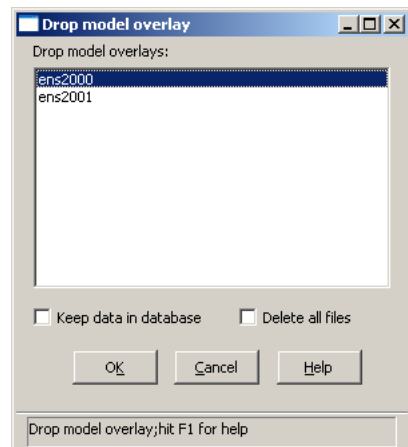 Drop model overlay
Drop model overlays:
ens2000
ens2001
Keep data in database Delete all files
OK Cancel Help
Drop model overlay;hit F1 for help